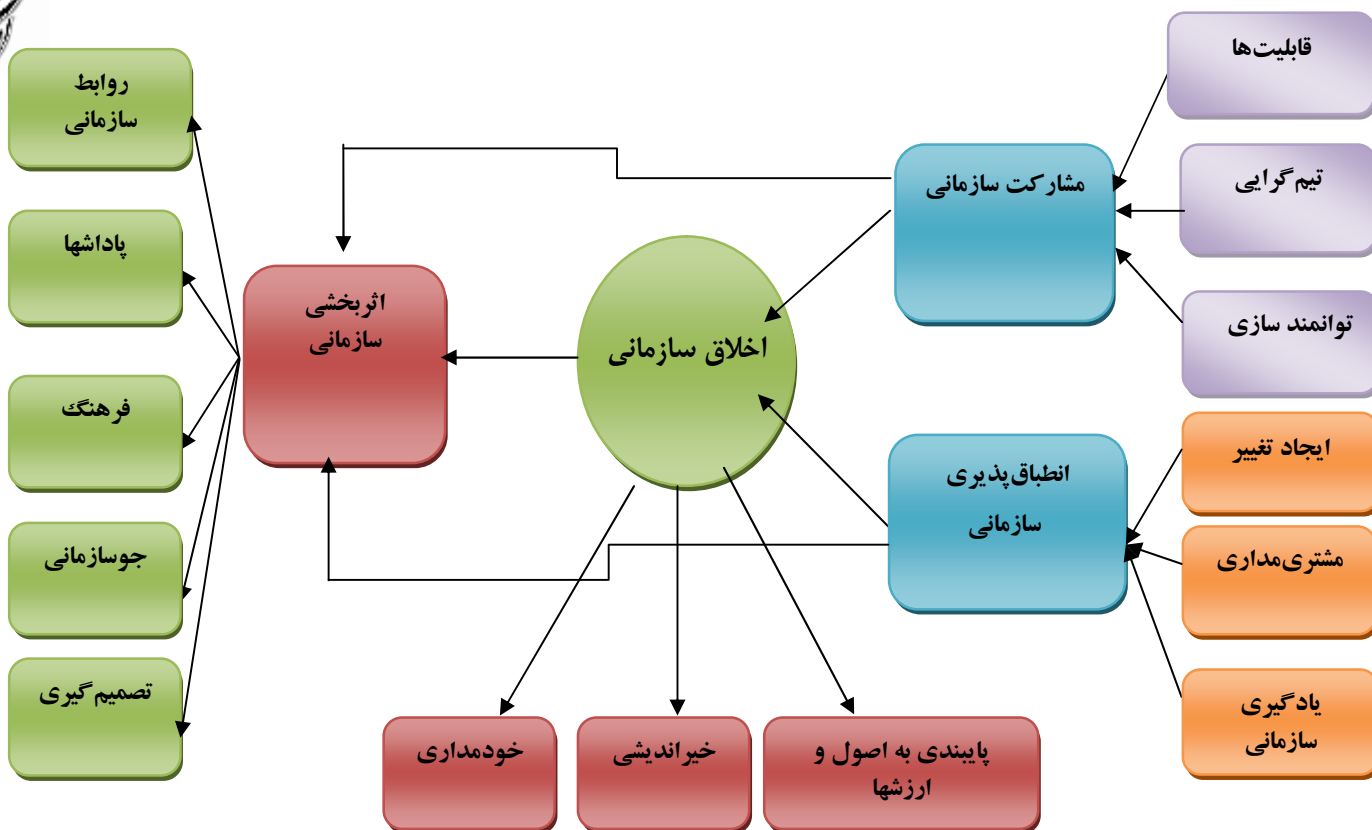 قابلیت‌ها
تیم‌گرایی
توانمند سازی
ایجاد تغییر
مشتری‌مداری
یادگیری
سازمانی
مشارکت سازمانی
انطباق‌پذیری
سازمانی
اخلاق سازمانی
پایبندی به اصول و
ارزشها
خیراندیشی
خودمداری
اثربخشی
سازمانی
روابط
سازمانی
پاداشها
فرهنگ
جوسازمانی
تصمیم‌گیری